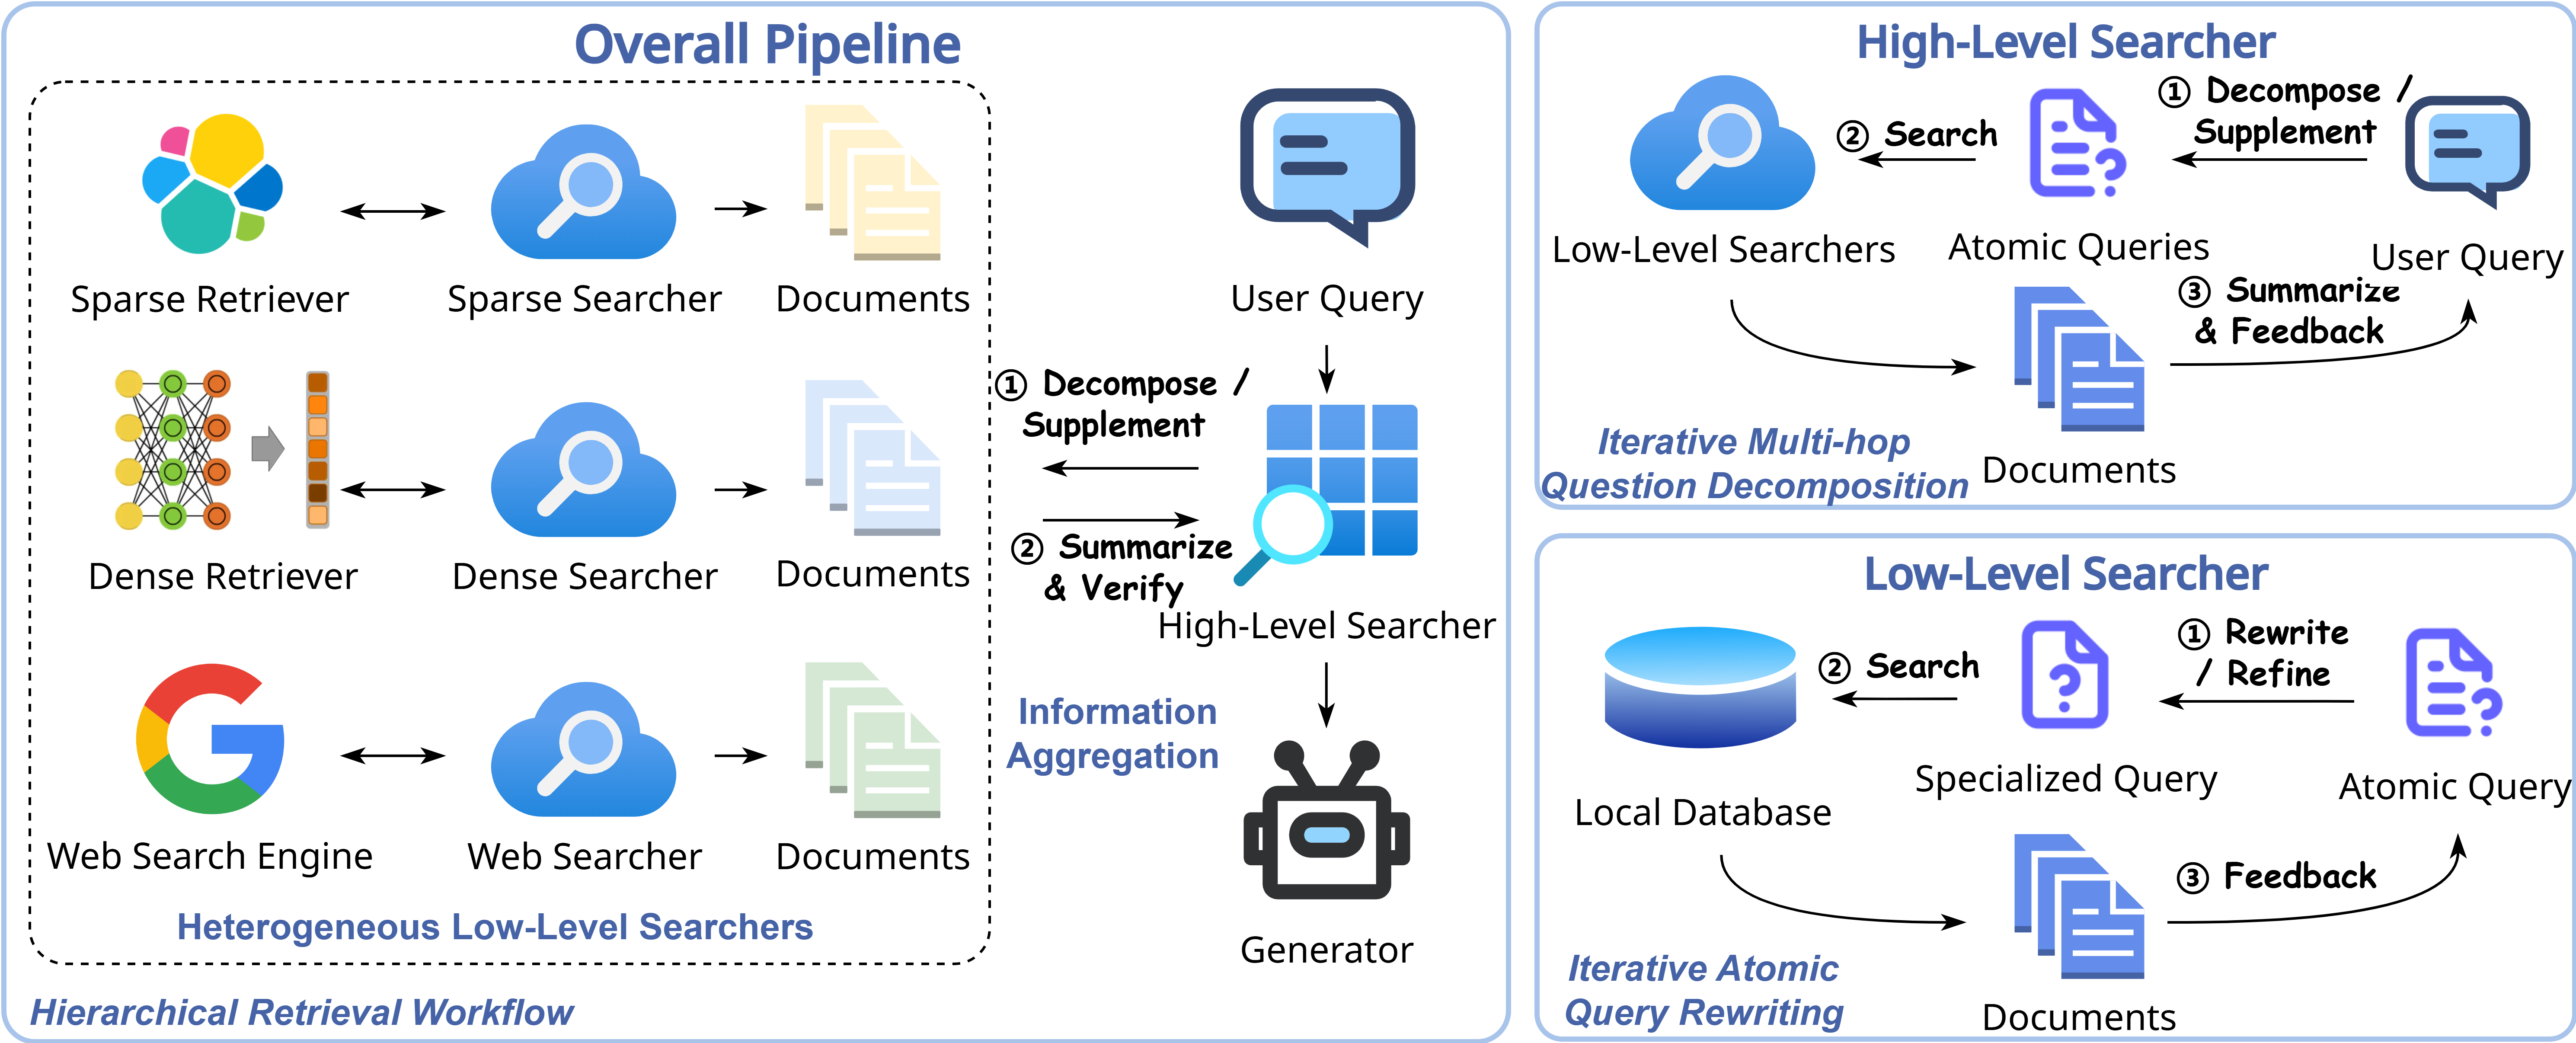 Overall Pipeline
Sparse Retriever
Sparse Searcher
Documents
Dense Retriever
Dense Searcher
Documents
Web Search Engine
Web Searcher
Documents
Heterogeneous Low-Level Searchers
Hierarchical Retrieval Workflow
User Query
① Decompose /
Supplement
② Summarize
& Verify
High-Level Searcher
Information
Aggregation
Generator
High-Level Searcher
① Decompose /
Supplement
② Search
Low-Level Searchers
Atomic Queries
User Query
③ Summarize
& Feedback
Iterative Multi-hop
Question Decomposition
Documents
Low-Level Searcher
① Rewrite
/ Refine
② Search
Local Database
Specialized Query
Atomic Query
③ Feedback
Iterative Atomic
Query Rewriting
Documents